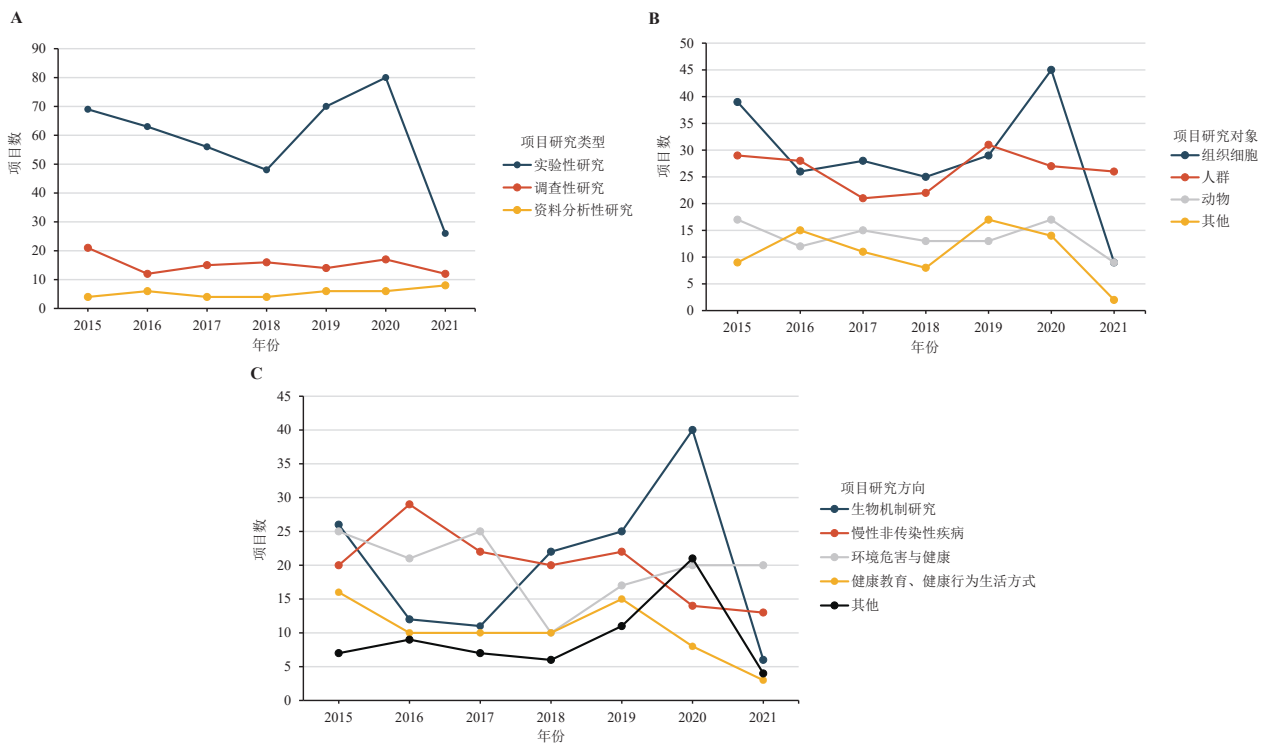 A
90
80
70
60
50
40
30
20
10
0
项目数
2015 2016 2017 2018 2019 2020 2021
年份
项目研究类型
实验性研究
调查性研究
资料分析性研究
B
50
45
40
35
30
25
20
15
10
5
0
项目数
2015 2016 2017 2018 2019 2020 2021
年份
项目研究对象
组织细胞
人群
动物
其他
C
45
40
35
30
25
20
15
10
5
0
项目数
2015 2016 2017 2018 2019 2020 2021
年份
项目研究方向
生物机制研究
慢性非传染性疾病
环境危害与健康
健康教育、健康行为生活方式
其他